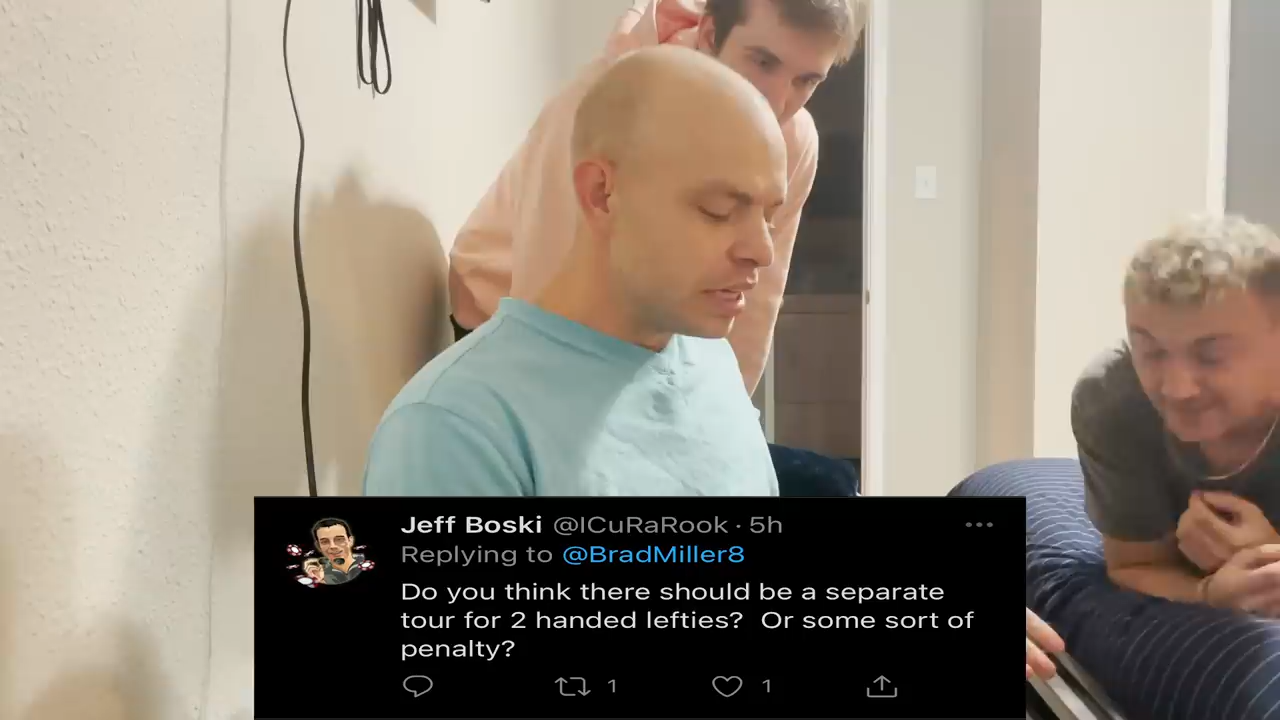 Jeff Boski @ICuRaRook · 5h
Replying to @BradMiller8
Do you think there should be a separate
tour for 2 handed lefties?  Or some sort of
penalty?
1 1